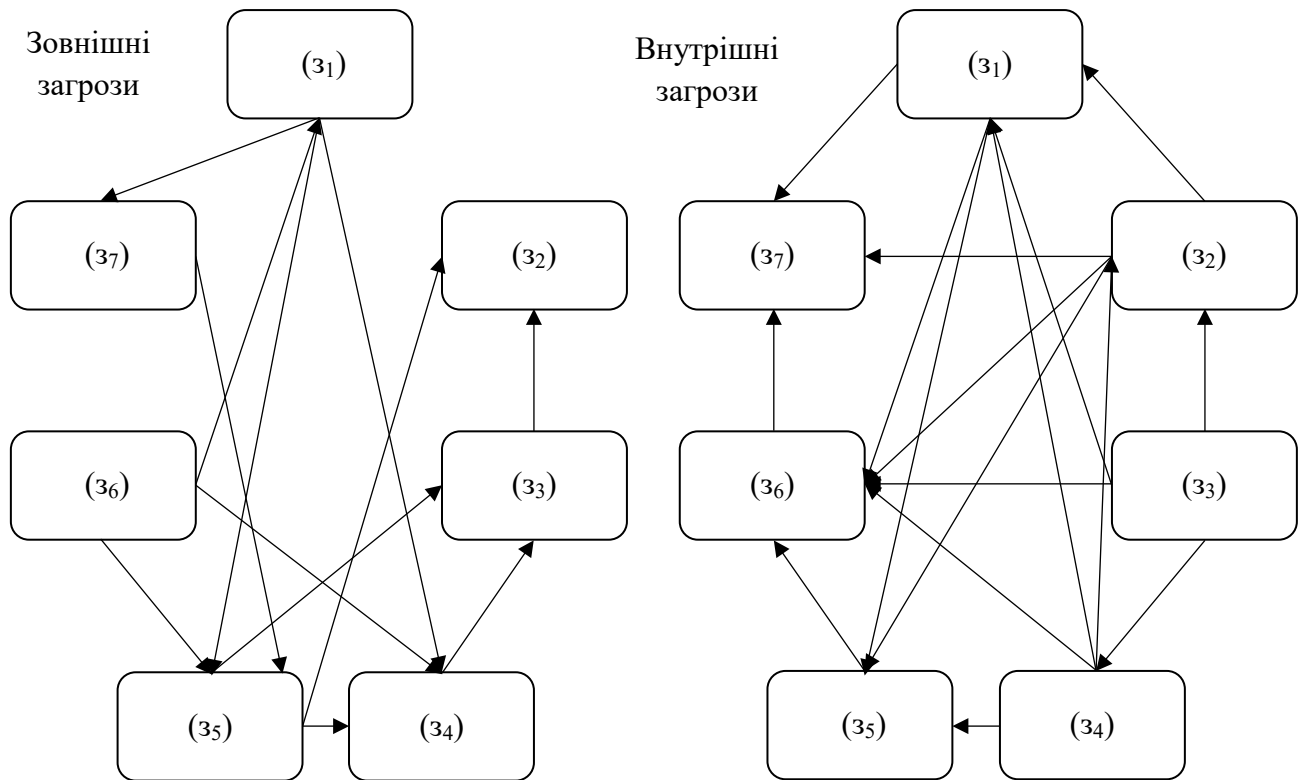 Зовнішні
загрози
(з₁)
(з₇)
(з₂)
(з₆)
(з₃)
(з₅)
(з₄)
Внутрішні
загрози
(з₁)
(з₇)
(з₂)
(з₆)
(з₃)
(з₅)
(з₄)